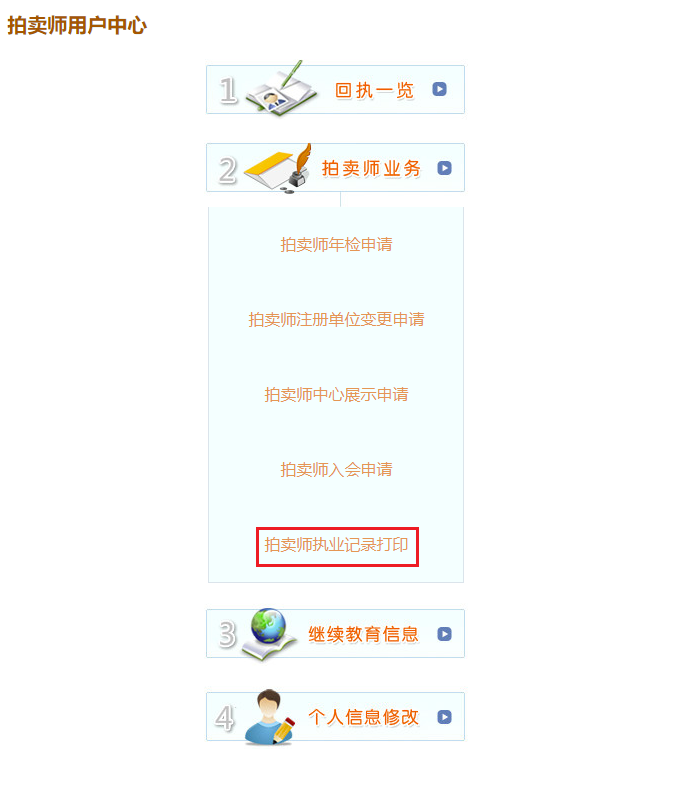 拍卖师用户中心
1 回执一览
2 拍卖师业务
拍卖师年检申请
拍卖师注册单位变更申请
拍卖师中心展示申请
拍卖师入会申请
拍卖师执业记录打印
3 继续教育信息
4 个人信息修改